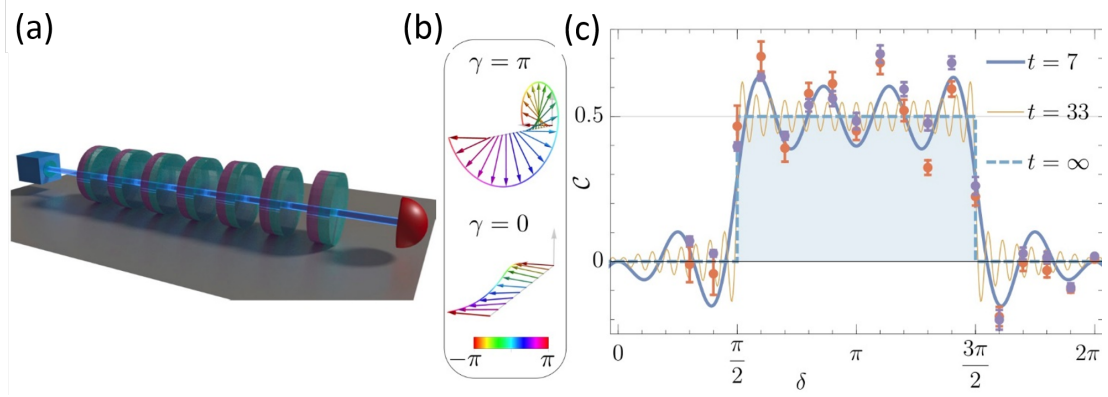 (a)
(b)
γ = π
γ = 0
−π π
(c)
𝒞
0.5
0
t = 7
t = 33
t = ∞
0 π/2 π 3π/2 2π
δ